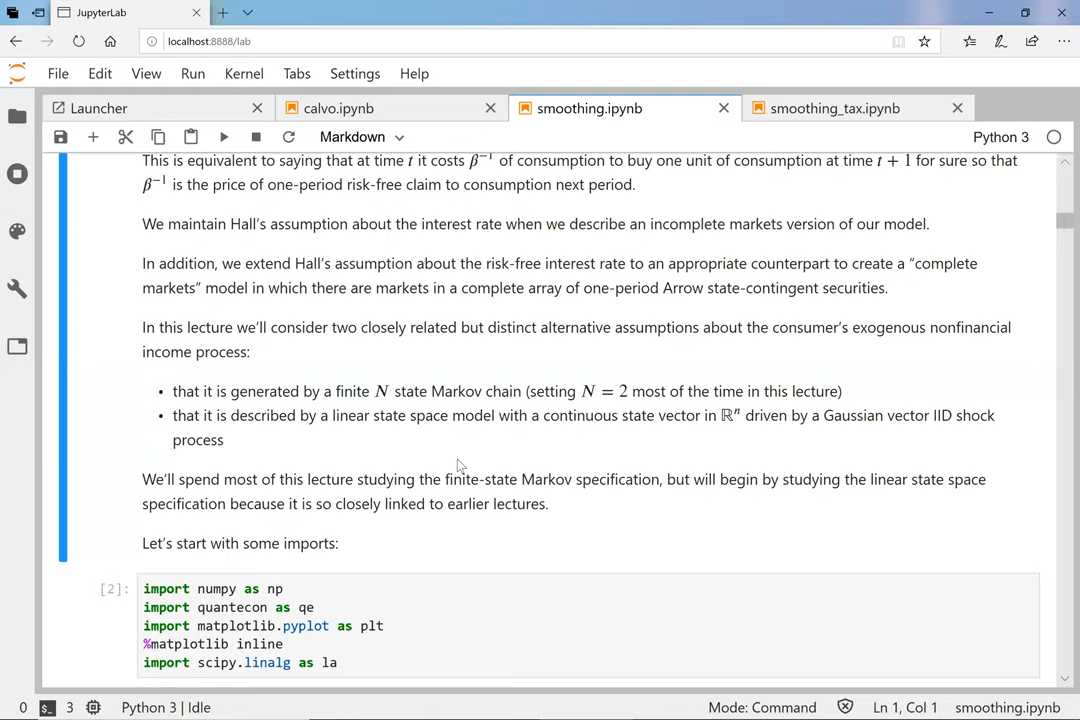 JupyterLab
localhost:8888/lab
File Edit View Run Kernel Tabs Settings Help
Launcher calvo.ipynb smoothing.ipynb smoothing_tax.ipynb
Markdown Python 3
This is equivalent to saying that at time t it costs β⁻¹ of consumption to buy one unit of consumption at time t + 1 for sure so that
β⁻¹ is the price of one-period risk-free claim to consumption next period.
We maintain Hall’s assumption about the interest rate when we describe an incomplete markets version of our model.
In addition, we extend Hall’s assumption about the risk-free interest rate to an appropriate counterpart to create a “complete
markets” model in which there are markets in a complete array of one-period Arrow state-contingent securities.
In this lecture we’ll consider two closely related but distinct alternative assumptions about the consumer’s exogenous nonfinancial
income process:
• that it is generated by a finite N state Markov chain (setting N = 2 most of the time in this lecture)
• that it is described by a linear state space model with a continuous state vector in ℝⁿ driven by a Gaussian vector IID shock
process
We’ll spend most of this lecture studying the finite-state Markov specification, but will begin by studying the linear state space
specification because it is so closely linked to earlier lectures.
Let’s start with some imports:
[2]: import numpy as np
import quantecon as qe
import matplotlib.pyplot as plt
%matplotlib inline
import scipy.linalg as la
0 $_ 3 Python 3 | Idle Mode: Command Ln 1, Col 1 smoothing.ipynb